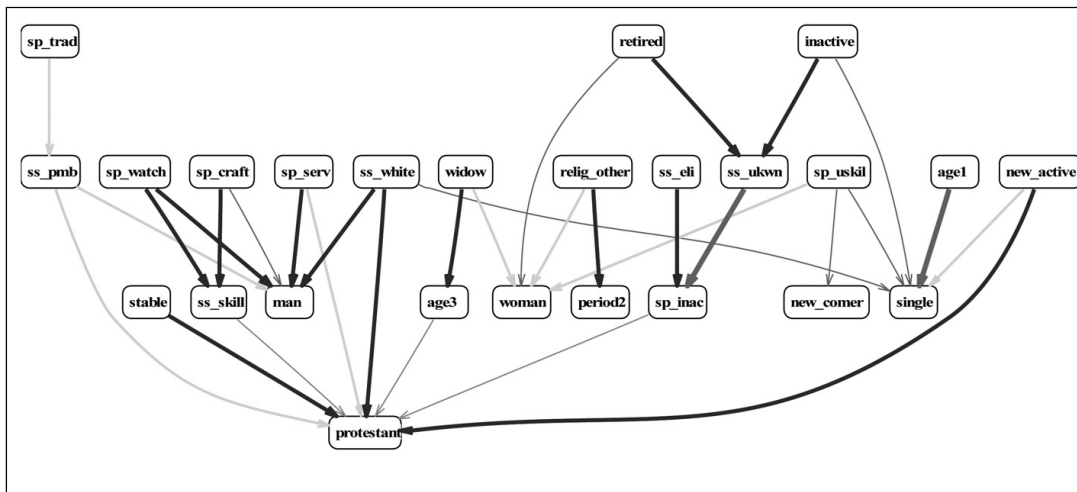 sp_trad
retired
inactive
ss_pmb
sp_watch
sp_craft
sp_serv
ss_white
widow
relig_other
ss_eli
ss_ukwn
sp_uskil
age1
new_active
stable
ss_skill
man
age3
woman
period2
sp_inac
new_comer
single
protestant